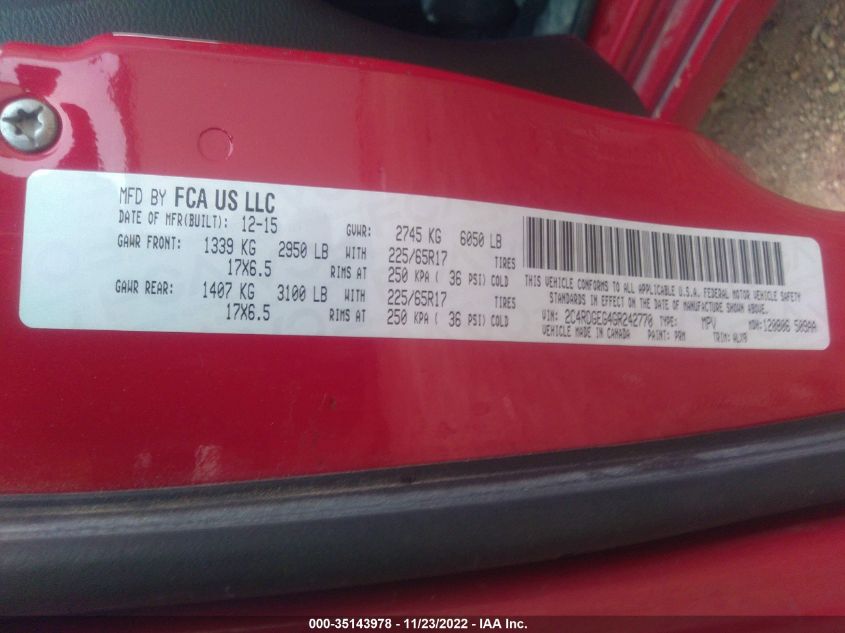 MFD BY FCA US LLC
DATE OF MFR(BUILT): 12-15 GVWR: 2745 KG 6050 LB
GAWR FRONT: 1339 KG 2950 LB WITH 225/65R17 TIRES
17X6.5 RIMS AT 250 KPA ( 36 PSI) COLD
GAWR REAR: 1407 KG 3100 LB WITH 225/65R17 TIRES
17X6.5 RIMS AT 250 KPA ( 36 PSI) COLD
THIS VEHICLE CONFORMS TO ALL APPLICABLE U.S.A. FEDERAL MOTOR VEHICLE SAFETY
STANDARDS IN EFFECT ON THE DATE OF MANUFACTURE SHOWN ABOVE.
VIN: 2C4RDGEG4GR242770 TYPE: MPV MDH: 120806 509AA
VEHICLE MADE IN CANADA PAINT: PRM TRIM: ALX9
000-35143978 - 11/23/2022 - IAA Inc.